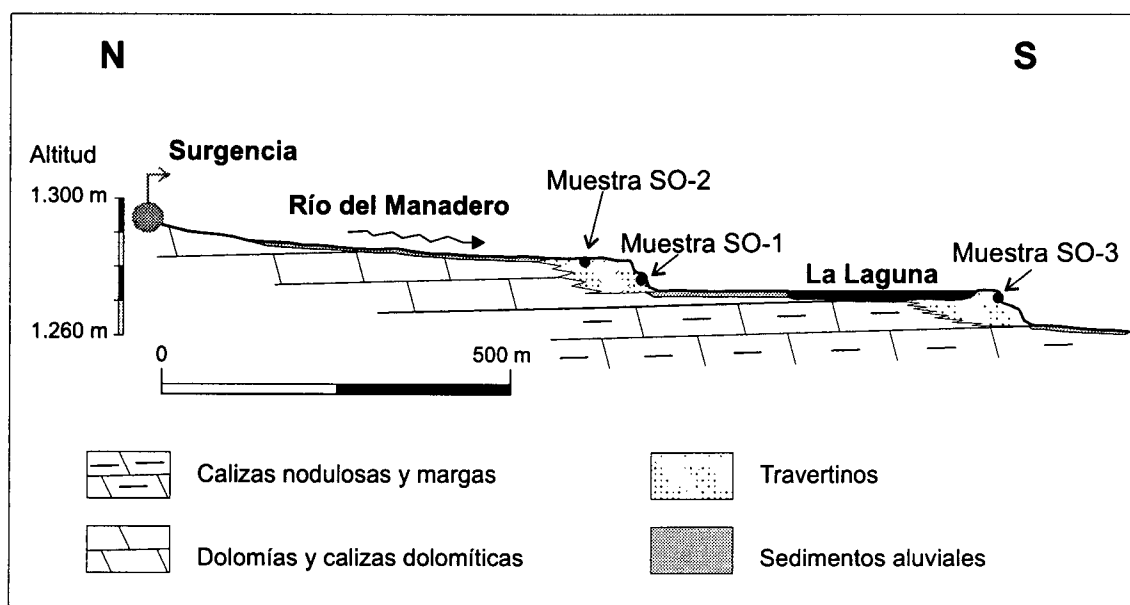 N
S
Altitud
Surgencia
1.300 m
Río del Manadero
Muestra SO-2
Muestra SO-1
La Laguna
Muestra SO-3
1.260 m
0
500 m
Calizas nodulosas y margas
Travertinos
Dolomías y calizas dolomíticas
Sedimentos aluviales